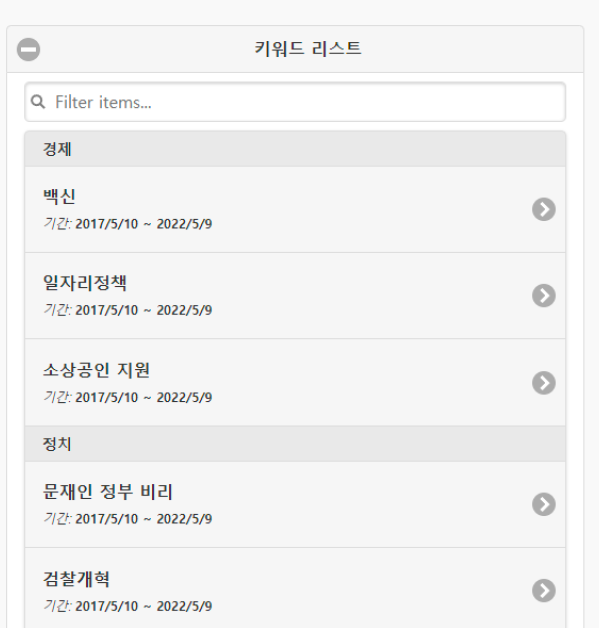 키워드 리스트
Filter items...
경제
백신
기간: 2017/5/10 ~ 2022/5/9
일자리정책
기간: 2017/5/10 ~ 2022/5/9
소상공인 지원
기간: 2017/5/10 ~ 2022/5/9
정치
문재인 정부 비리
기간: 2017/5/10 ~ 2022/5/9
검찰개혁
기간: 2017/5/10 ~ 2022/5/9